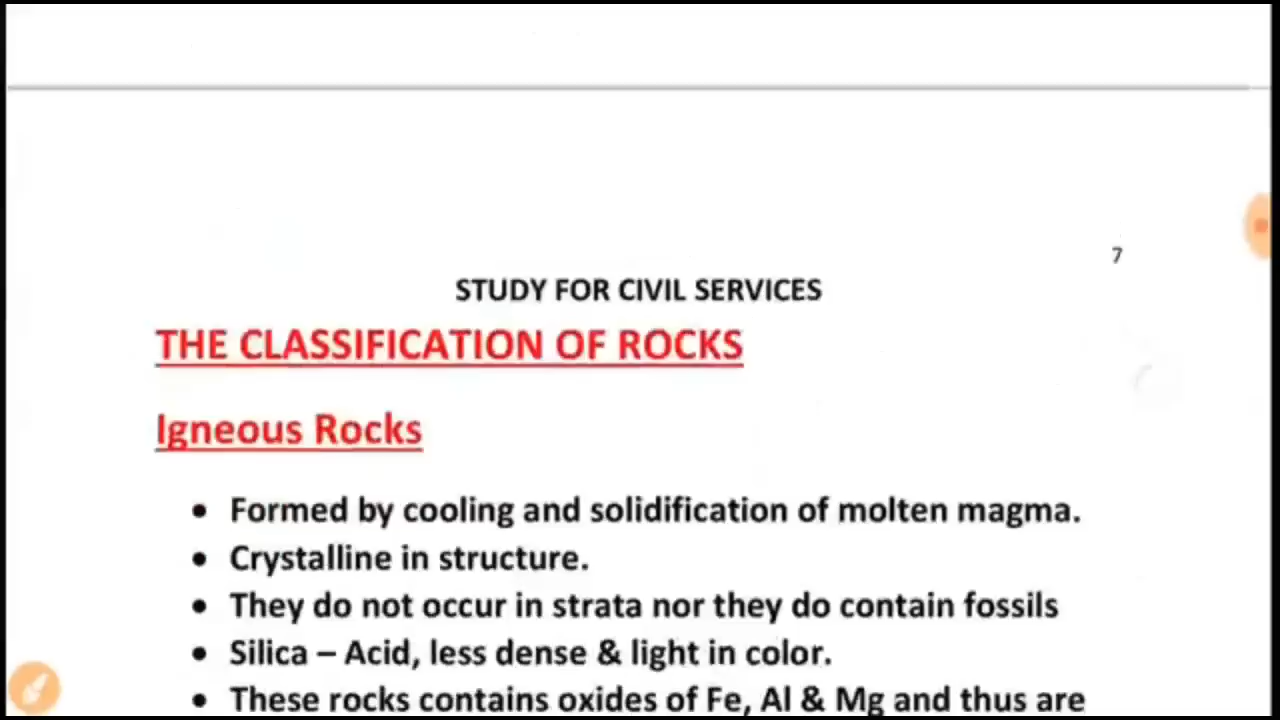 7
STUDY FOR CIVIL SERVICES
THE CLASSIFICATION OF ROCKS
Igneous Rocks
• Formed by cooling and solidification of molten magma.
• Crystalline in structure.
• They do not occur in strata nor they do contain fossils
• Silica – Acid, less dense & light in color.
• These rocks contains oxides of Fe, Al & Mg and thus are